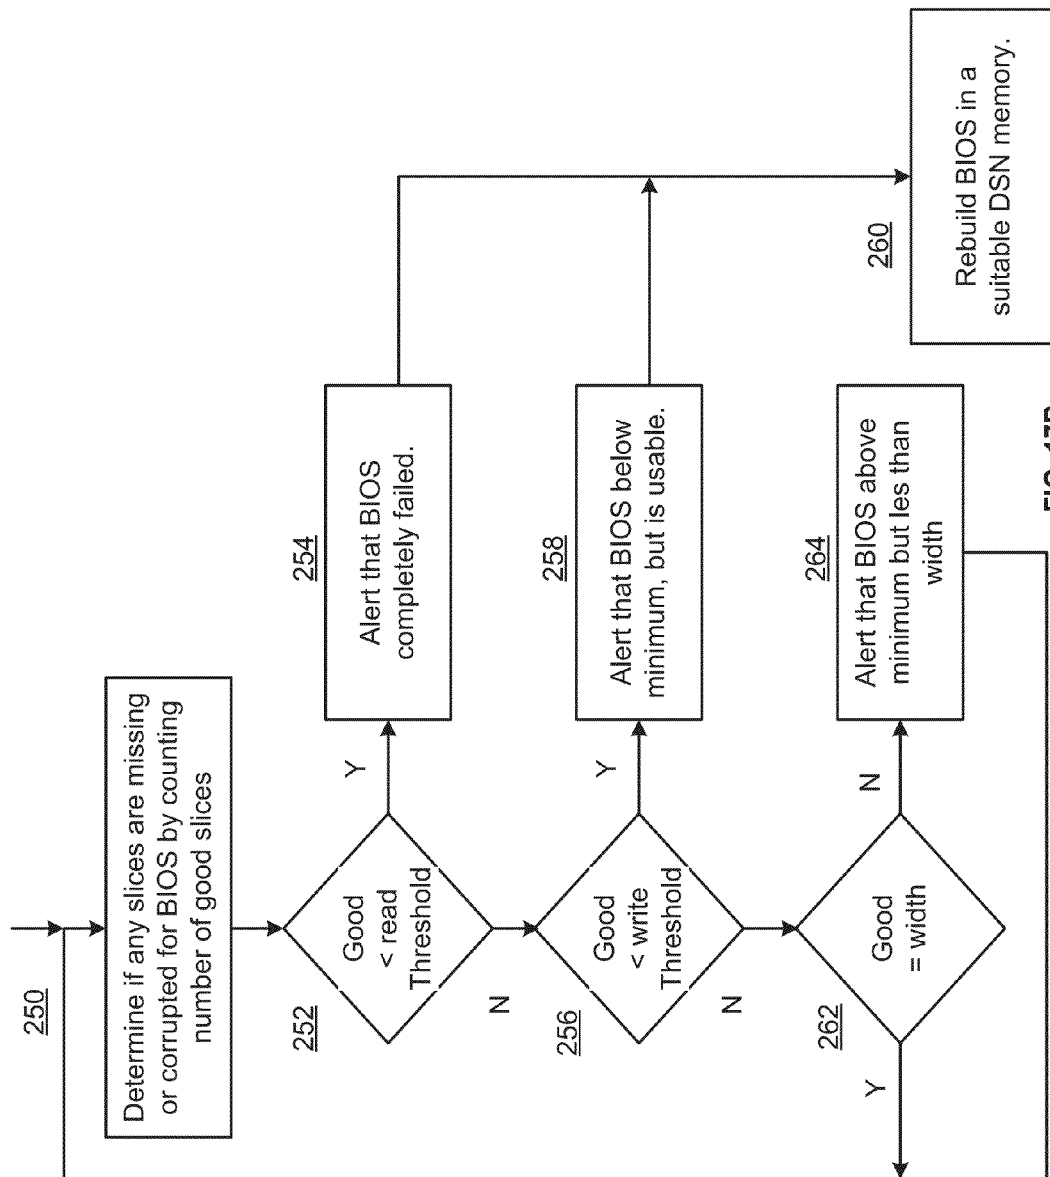 250
Determine if any slices are missing
or corrupted for BIOS by counting
number of good slices
252
Good
< read
Threshold
Y
N
254
Alert that BIOS
completely failed.
256
Good
< write
Threshold
Y
N
258
Alert that BIOS below
minimum, but is usable.
260
Rebuild BIOS in a
suitable DSN memory.
262
Good
= width
Y
N
264
Alert that BIOS above
minimum but les than
width
FIG.